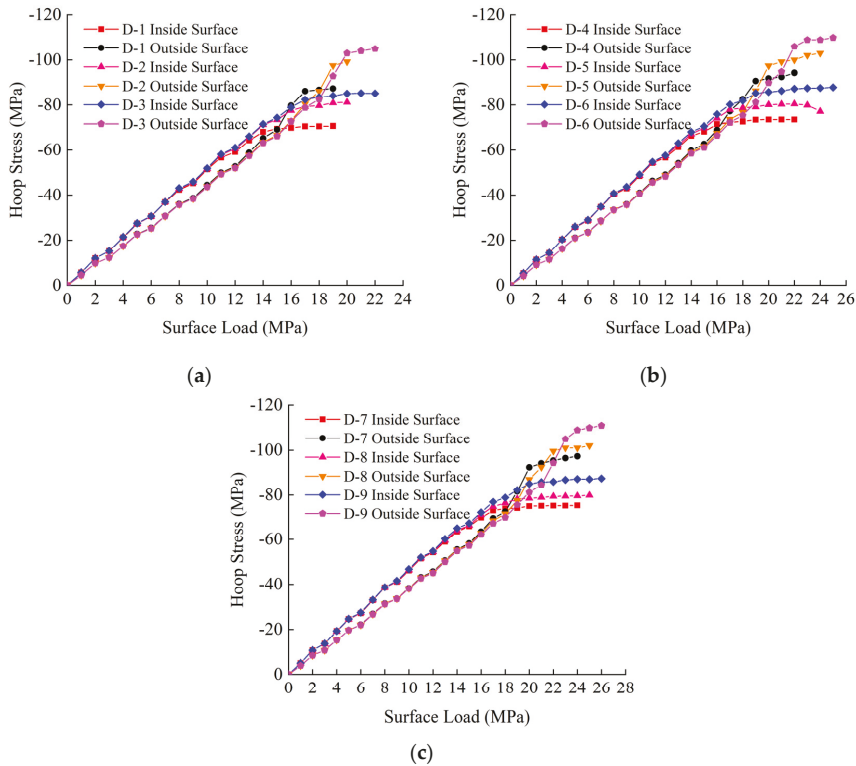 -120
-100
-80
-60
-40
-20
0
Hoop Stress (MPa)
D-1 Inside Surface
D-1 Outside Surface
D-2 Inside Surface
D-2 Outside Surface
D-3 Inside Surface
D-3 Outside Surface
0 2 4 6 8 10 12 14 16 18 20 22 24
Surface Load (MPa)
(a)
-120
-100
-80
-60
-40
-20
0
Hoop Stress (MPa)
D-4 Inside Surface
D-4 Outside Surface
D-5 Inside Surface
D-5 Outside Surface
D-6 Inside Surface
D-6 Outside Surface
0 2 4 6 8 10 12 14 16 18 20 22 24 26
Surface Load (MPa)
(b)
-120
-100
-80
-60
-40
-20
0
Hoop Stress (MPa)
D-7 Inside Surface
D-7 Outside Surface
D-8 Inside Surface
D-8 Outside Surface
D-9 Inside Surface
D-9 Outside Surface
0 2 4 6 8 10 12 14 16 18 20 22 24 26 28
Surface Load (MPa)
(c)